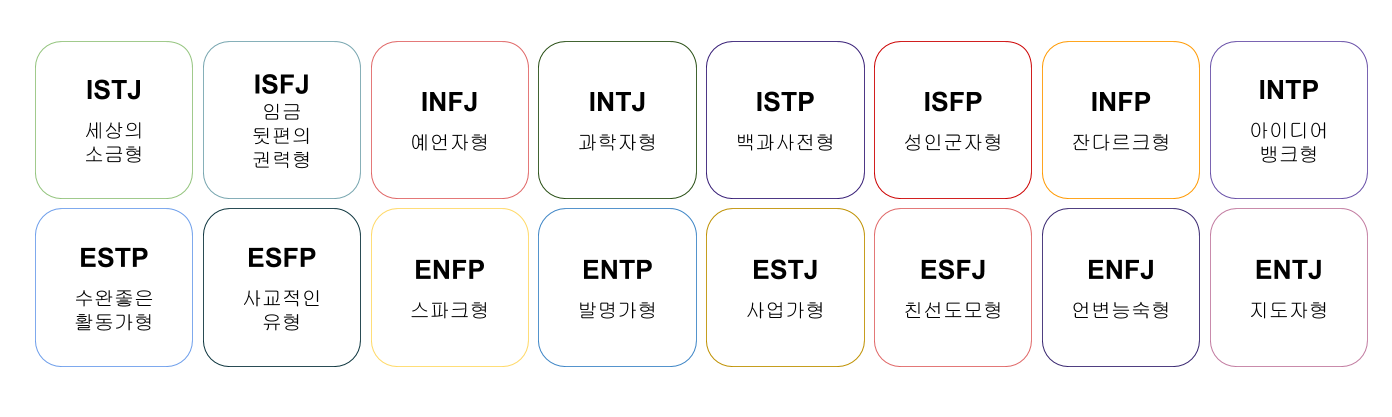 ISTJ
세상의
소금형
ISFJ
임금
뒷편의
권력형
INFJ
예언자형
INTJ
과학자형
ISTP
백과사전형
ISFP
성인군자형
INFP
잔다르크형
INTP
아이디어
뱅크형
ESTP
수완좋은
활동가형
ESFP
사교적인
유형
ENFP
스파크형
ENTP
발명가형
ESTJ
사업가형
ESFJ
친선도모형
ENFJ
언변능숙형
ENTJ
지도자형